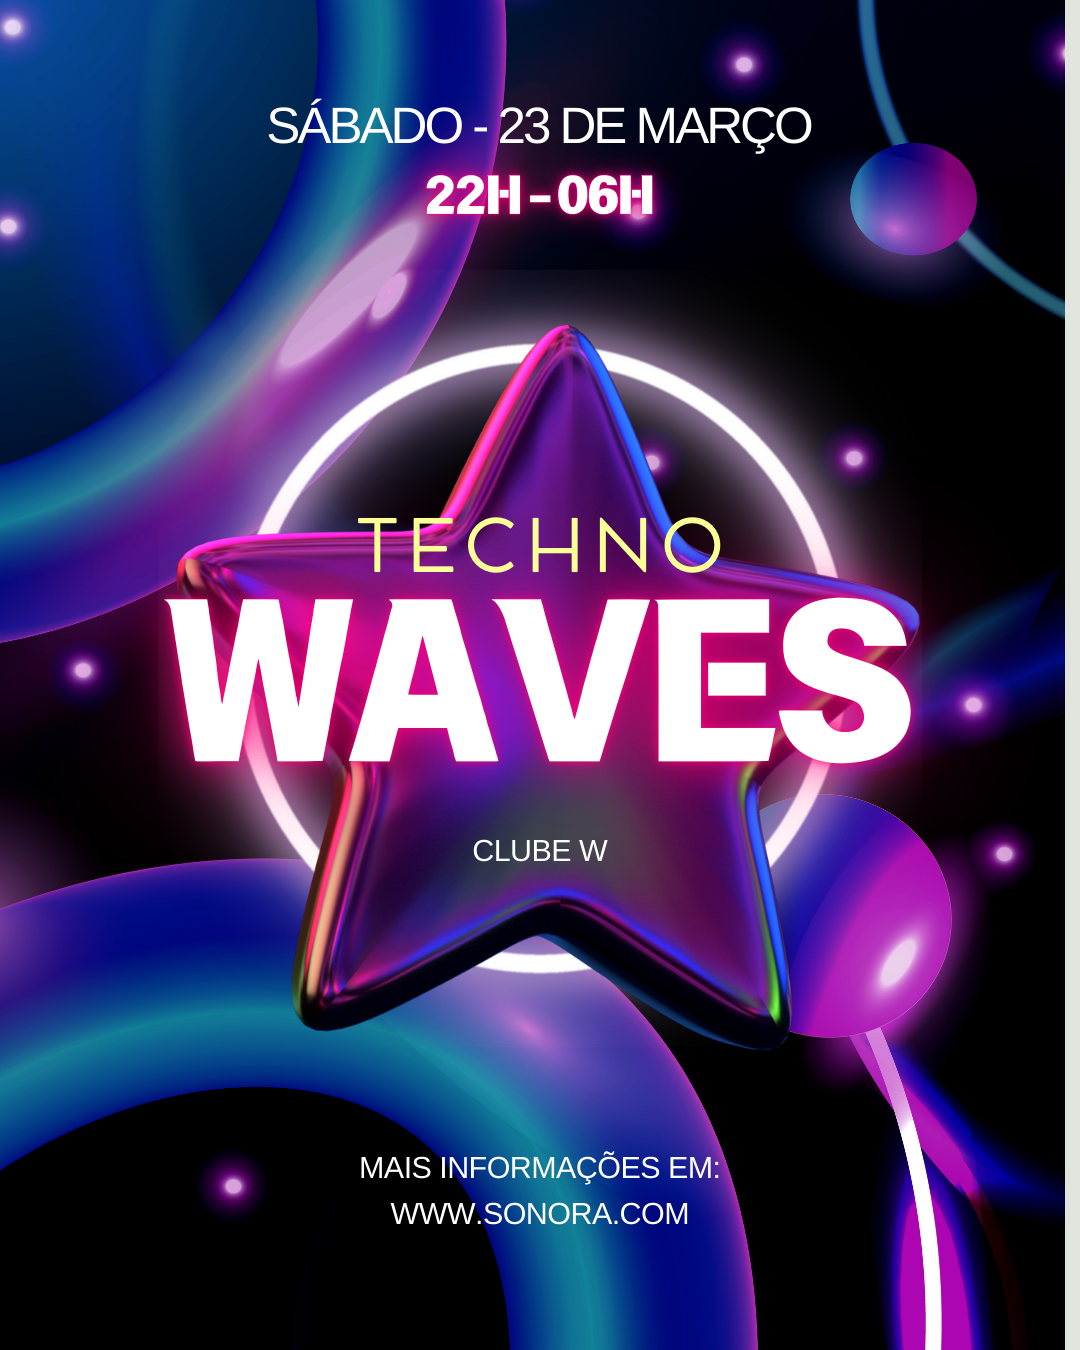 SÁBADO - 23 DE MARÇO
22H - 06H
TECHNO
WAVES
CLUBE W
MAIS INFORMAÇÕES EM:
WWW.SONORA.COM